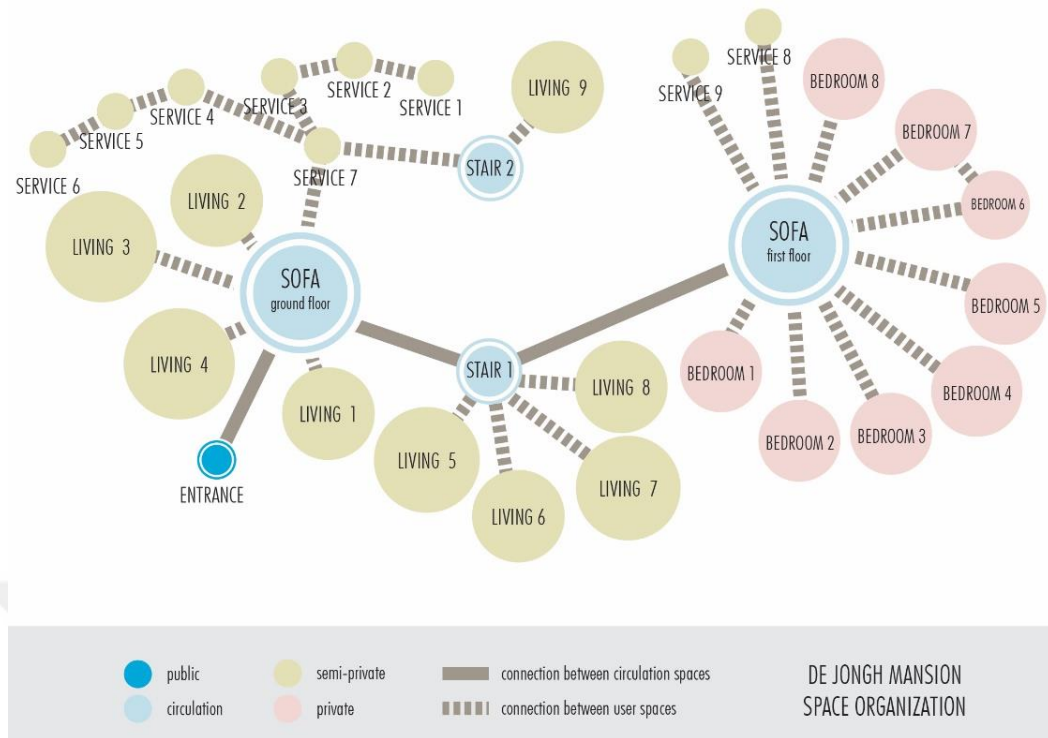 SERVICE 1
SERVICE 2
SERVICE 3
SERVICE 4
SERVICE 5
SERVICE 6
SERVICE 7
LIVING 9
STAIR 2
SERVICE 8
SERVICE 9
BEDROOM 8
BEDROOM 7
BEDROOM 6
BEDROOM 5
BEDROOM 4
BEDROOM 3
BEDROOM 2
BEDROOM 1
SOFA
first floor
LIVING 2
LIVING 3
SOFA
ground floor
LIVING 4
LIVING 1
ENTRANCE
STAIR 1
LIVING 8
LIVING 7
LIVING 6
LIVING 5
public
circulation
semi-private
private
connection between circulation spaces
connection between user spaces
DE JONGH MANSION
SPACE ORGANIZATION